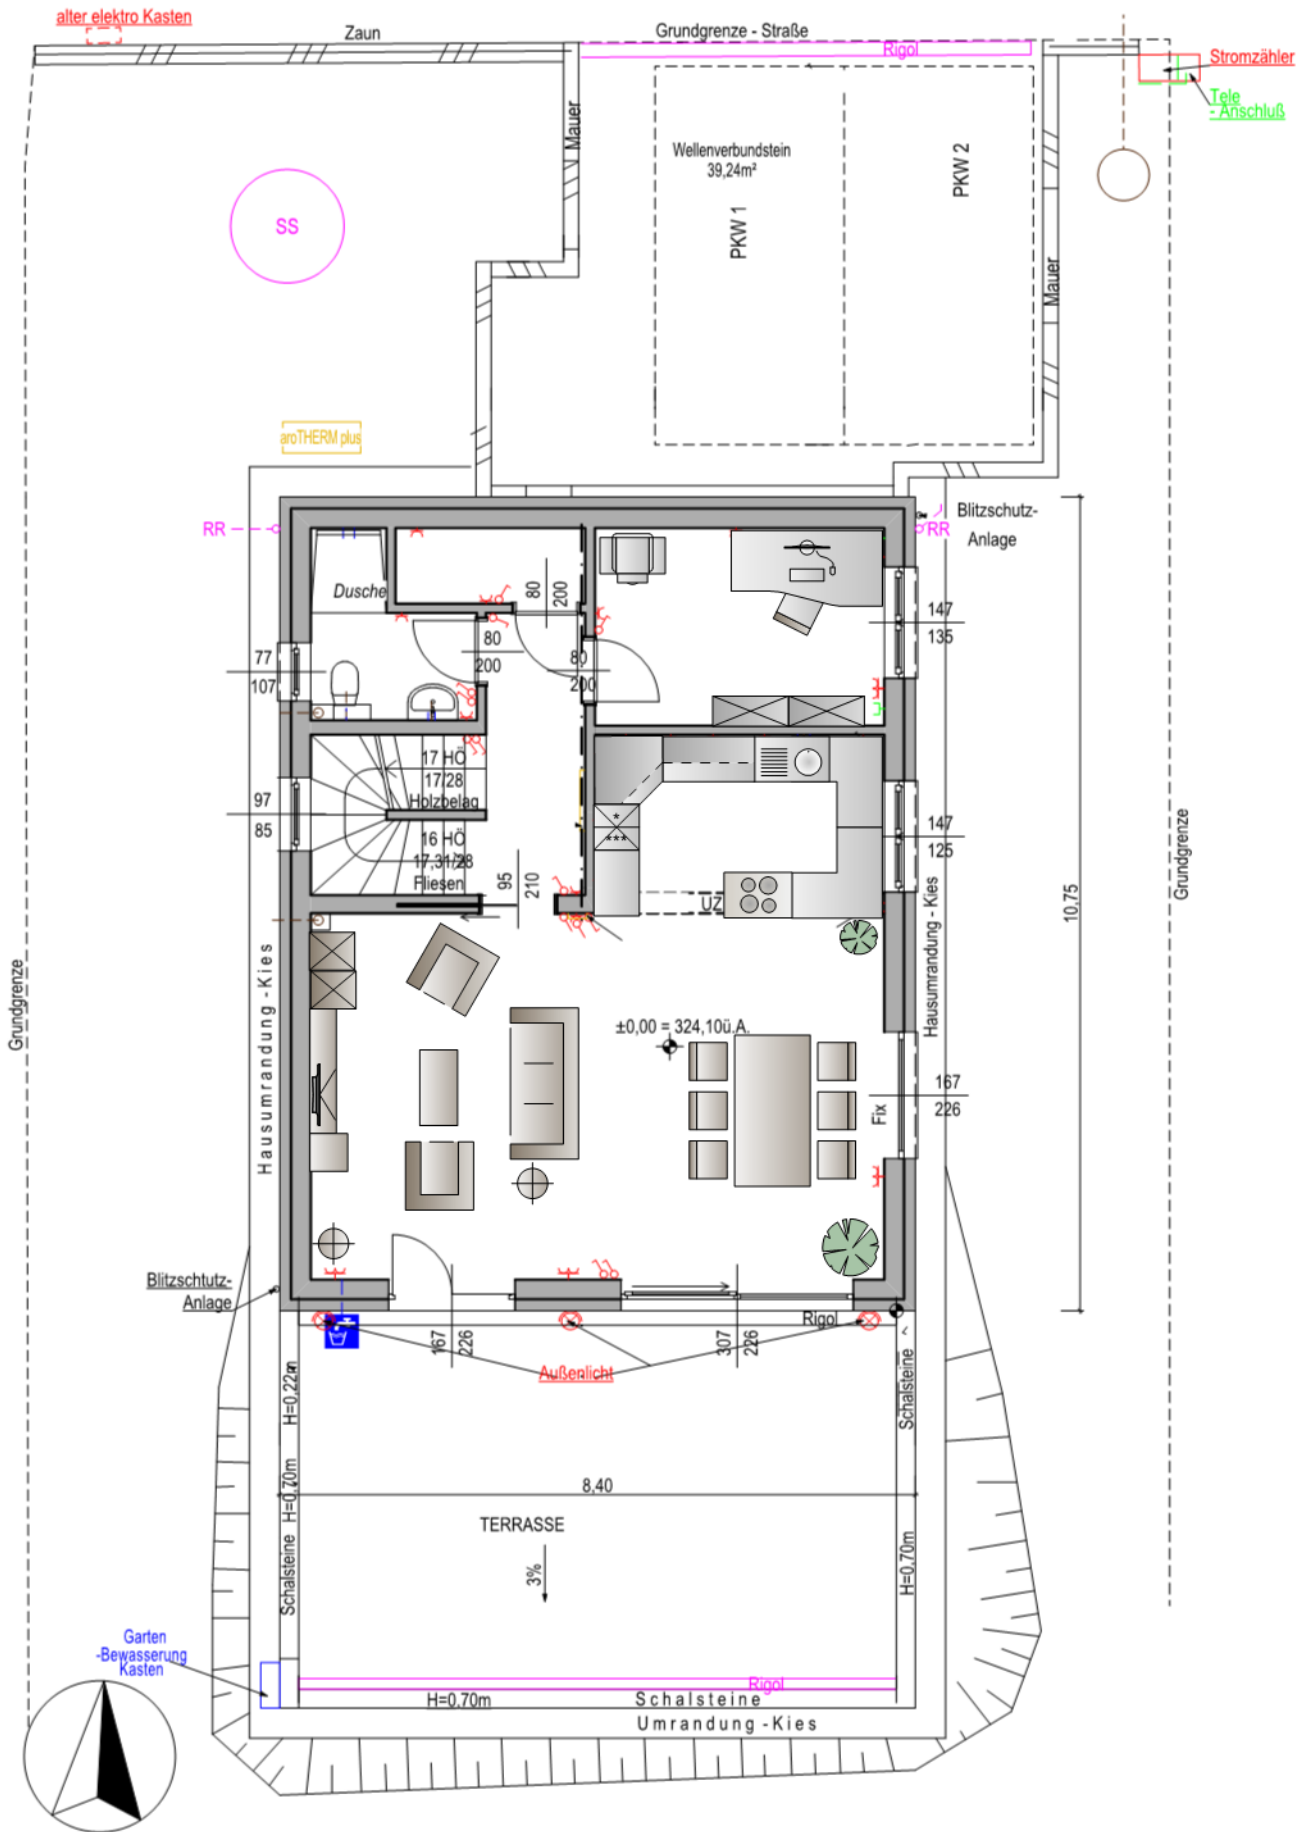 alter elektro Kasten
Zaun
Grundgrenze - Straße
Rigol
Stromzähler
Tele
- Anschluß
Mauer
Wellenverbundstein
39,24m²
PKW 1
PKW 2
Mauer
SS
aroTHERM plus
RR
RR
Blitzschutz-
Anlage
Dusche
80
200
80
200
80
200
147
135
77
107
17 HÖ
17/28
Holzbelag
97
85
16 HÖ
17,31/28
Fliesen
95
210
147
125
UZ
Grundgrenze
Grundgrenze
Hausumrandung - Kies
Hausumrandung - Kies
10,75
±0,00 = 324,10ü.A.
Fix
167
226
Blitzschtutz-
Anlage
167
226
307
226
Rigol
Außenlicht
H=0,22m
H=0,70m
Schalsteine
Schalsteine
H=0,70m
8,40
TERRASSE
3%
Garten
-Bewasserung
Kasten
Rigol
H=0,70m
Schalsteine
Umrandung - Kies